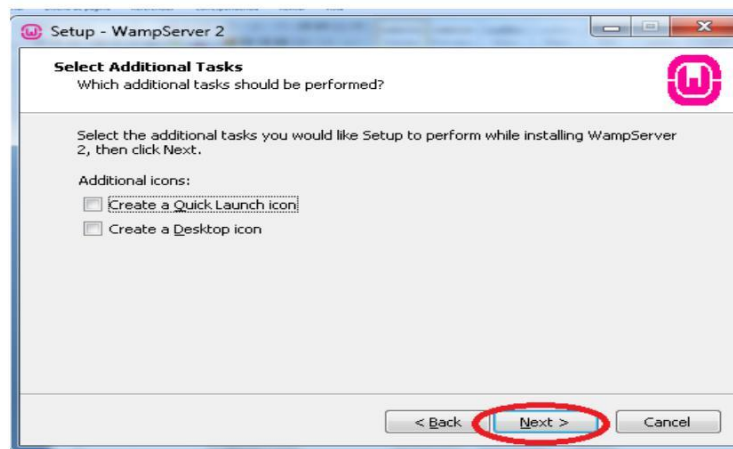 Setup - WampServer 2
Select Additional Tasks
Which additional tasks should be performed?
Select the additional tasks you would like Setup to perform while installing WampServer
2, then click Next.
Additional icons:
Create a Quick Launch icon
Create a Desktop icon
< Back
Next >
Cancel